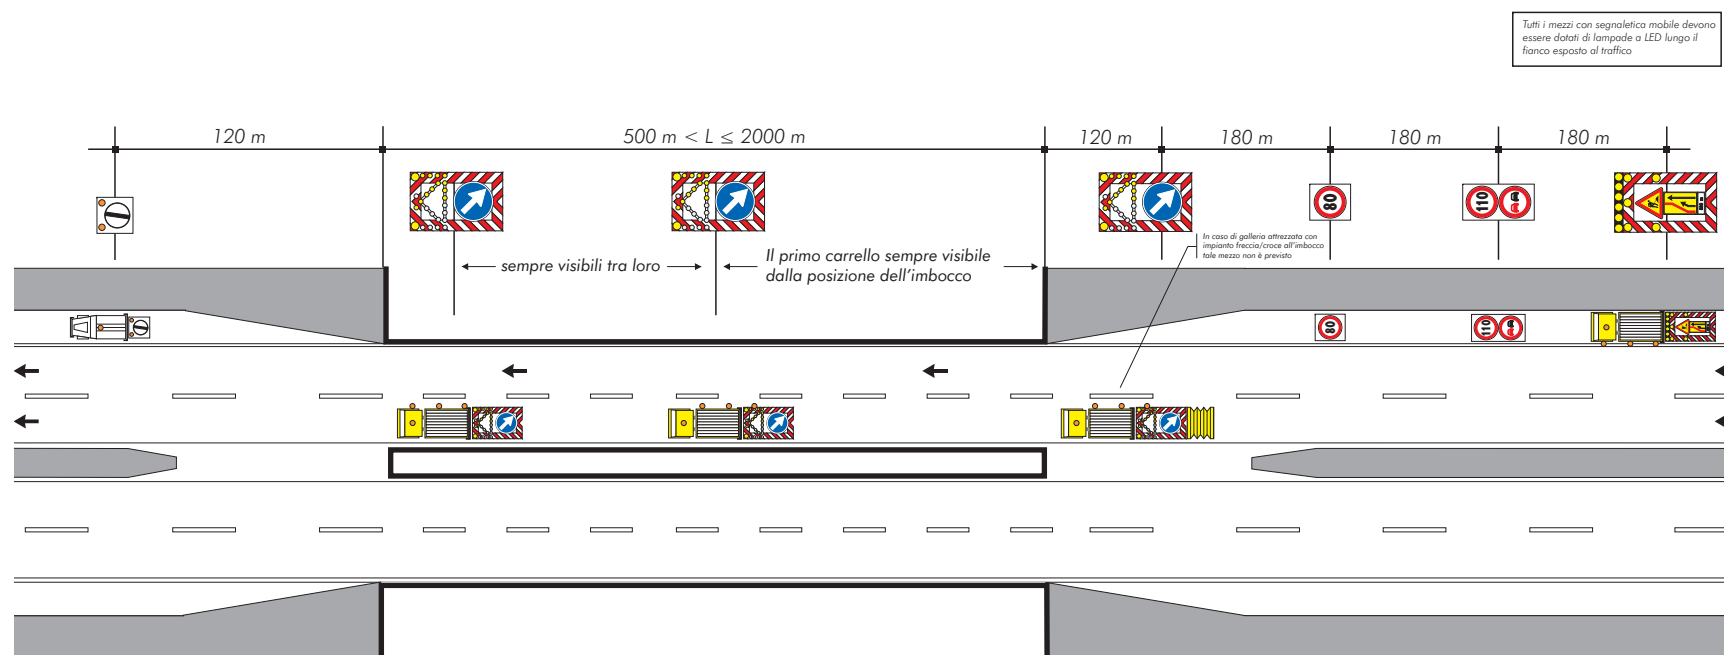 Tutti i mezzi con segnaletica mobile devono
essere dotati di lampade a LED lungo il
fianco esposto al traffico
120 m
500 m < L ≤ 2000 m
120 m
180 m
180 m
180 m
80
110
In caso di galleria attrezzata con
impianto freccia/croce all'imbocco
tale mezzo non è previsto
sempre visibili tra loro
Il primo carrello sempre visibile
dalla posizione dell'imbocco
80
110